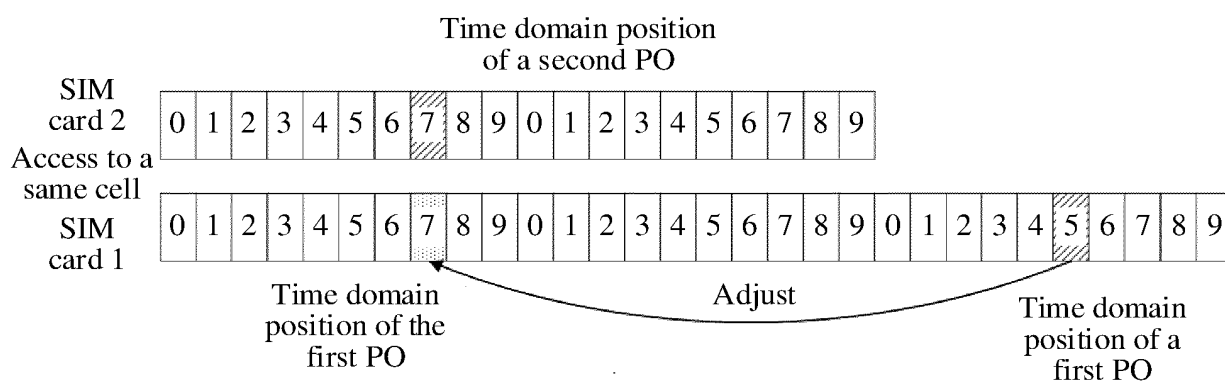 Time domain position
of a second PO
SIM
card 2
0 1 2 3 4 5 6 7 8 9 0 1 2 3 4 5 6 7 8 9
Access to a
same cell
SIM
card 1
0 1 2 3 4 5 6 7 8 9 0 1 2 3 4 5 6 7 8 9 0 1 2 3 4 5 6 7 8 9
Time domain
position of the
first PO
Adjust
Time domain
position of a
first PO